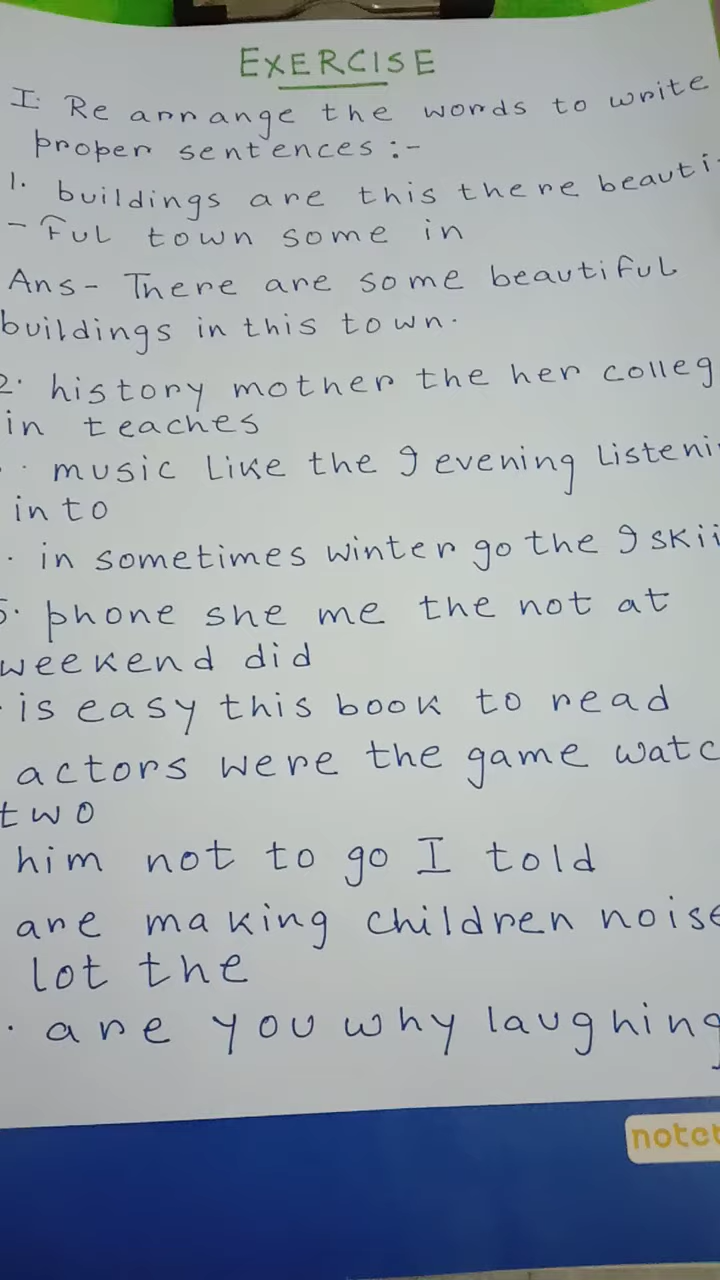 EXERCISE
I. Re arrange the words to write
proper sentences :-
1. buildings are this there beauti
- ful town some in
Ans - There are some beautiful
buildings in this town.
2. history mother the her colleg
in teaches
. music like the I evening listeni
in to
. in sometimes winter go the I skii
5. phone she me the not at
weekend did
. is easy this book to read
actors were the game watc
two
him not to go I told
are making children noise
lot the
. are you why laughing
note